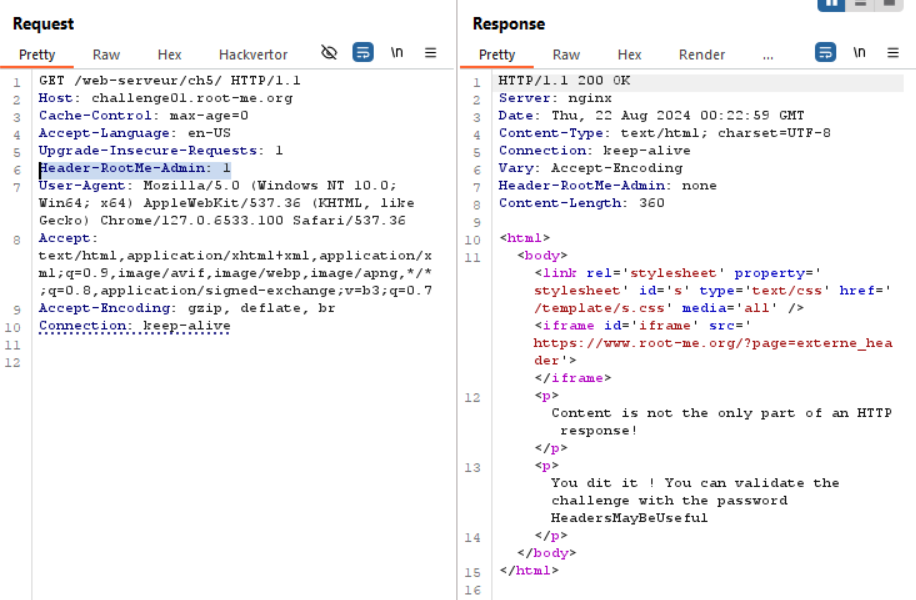 Request
Pretty Raw Hex Hackvertor \n
1 GET /web-serveur/ch5/ HTTP/1.1
2 Host: challenge01.root-me.org
3 Cache-Control: max-age=0
4 Accept-Language: en-US
5 Upgrade-Insecure-Requests: 1
6 Header-RootMe-Admin: 1
7 User-Agent: Mozilla/5.0 (Windows NT 10.0;
Win64; x64) AppleWebKit/537.36 (KHTML, like
Gecko) Chrome/127.0.6533.100 Safari/537.36
8 Accept:
text/html,application/xhtml+xml,application/x
ml;q=0.9,image/avif,image/webp,image/apng,*/*
;q=0.8,application/signed-exchange;v=b3;q=0.7
9 Accept-Encoding: gzip, deflate, br
10 Connection: keep-alive
11
12
Response
Pretty Raw Hex Render ... \n
1 HTTP/1.1 200 OK
2 Server: nginx
3 Date: Thu, 22 Aug 2024 00:22:59 GMT
4 Content-Type: text/html; charset=UTF-8
5 Connection: keep-alive
6 Vary: Accept-Encoding
7 Header-RootMe-Admin: none
8 Content-Length: 360
9
10 <html>
11 <body>
<link rel='stylesheet' property='
stylesheet' id='s' type='text/css' href='
/template/s.css' media='all' />
<iframe id='iframe' src='
https://www.root-me.org/?page=externe_hea
der'>
</iframe>
12 <p>
Content is not the only part of an HTTP
response!
</p>
13 <p>
You dit it ! You can validate the
challenge with the password
HeadersMayBeUseful
</p>
14 </body>
15 </html>
16